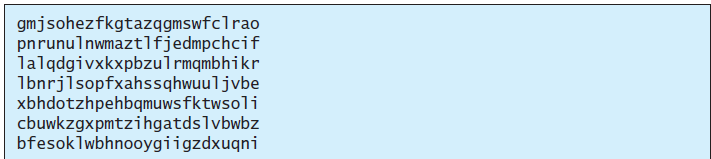 gmjsohezfkgtazqgmswfclrao
pnrunulnwmaztlfjedmpchcif
lalqdgivxkxpbzulrmqmbhikr
lbnrjlsopfxahssqhwuuljvbe
xbhdotzhpehbqmuwsfktwsoli
cbuwkzgxpmtzihgatdslvbwbz
bfesoklwbhnooygiigzdxuqni